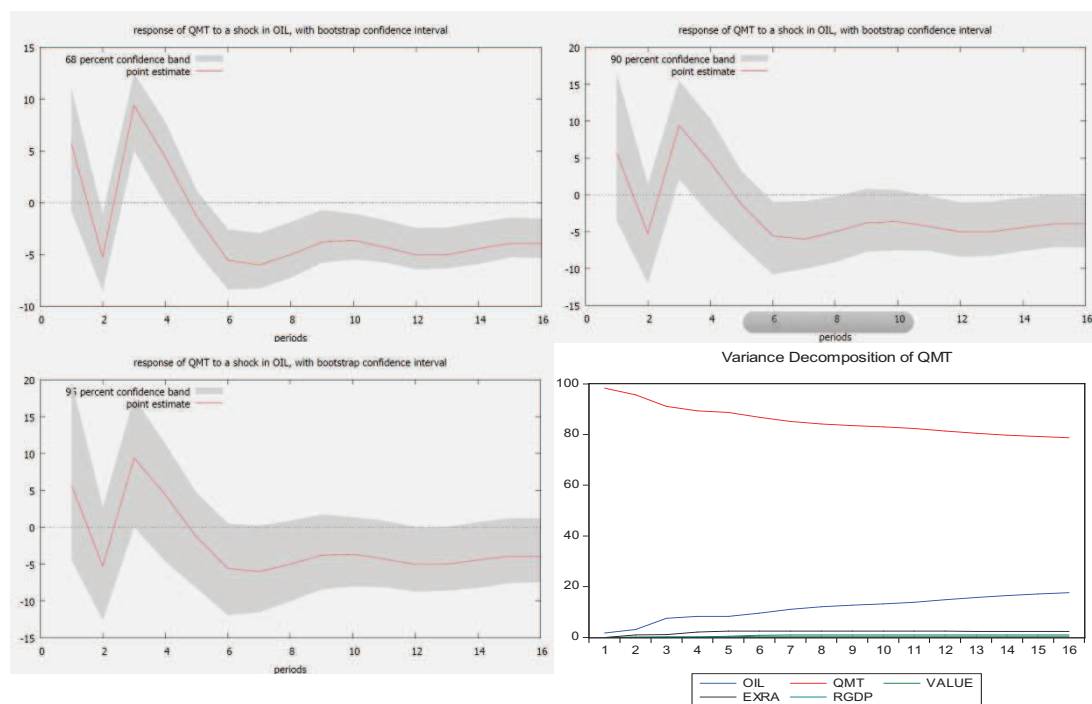 response of QMT to a shock in OIL, with bootstrap confidence interval
15
10
5
0
-5
-10
68 percent confidence band
point estimate
0 2 4 6 8 10 12 14 16
periods
response of QMT to a shock in OIL, with bootstrap confidence interval
20
15
10
5
0
-5
-10
-15
90 percent confidence band
point estimate
0 2 4 6 8 10 12 14 16
periods
response of QMT to a shock in OIL, with bootstrap confidence interval
20
15
10
5
0
-5
-10
-15
95 percent confidence band
point estimate
0 2 4 6 8 10 12 14 16
periods
Variance Decomposition of QMT
100
80
60
40
20
0
1 2 3 4 5 6 7 8 9 10 11 12 13 14 15 16
OIL QMT VALUE
EXRA RGDP